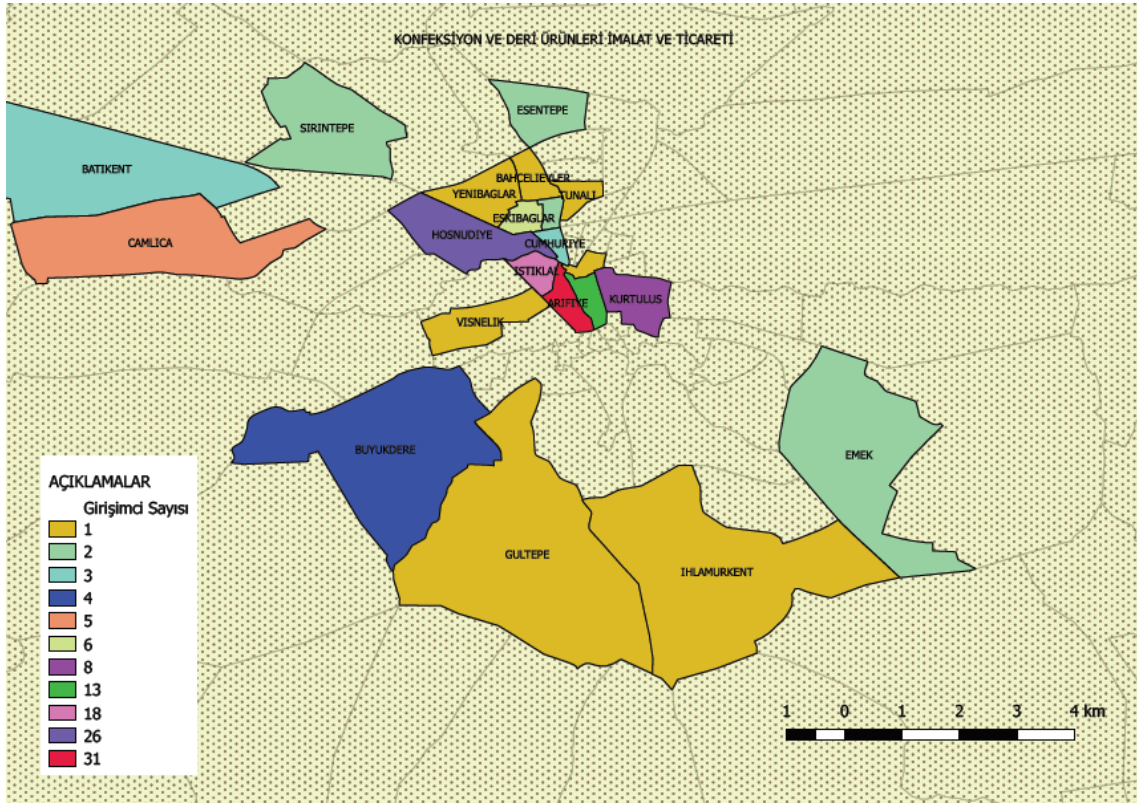 KONFEKSİYON VE DERİ ÜRÜNLERİ İMALAT VE TİCARETİ
ESENTEPE
SIRINTEPE
BATIKENT
BAHCELIEVLER
YENIBAGLAR
TUNALI
ESKIBAGLAR
HOSNUDIYE
CUMHURIYE
CAMLICA
ISTIKLAL
ARIFIYE
KURTULUS
VISNELIK
BUYUKDERE
EMEK
GULTEPE
IHLAMURKENT
AÇIKLAMALAR
Girişimci Sayısı
1
2
3
4
5
6
8
13
18
26
31
1 0 1 2 3 4 km